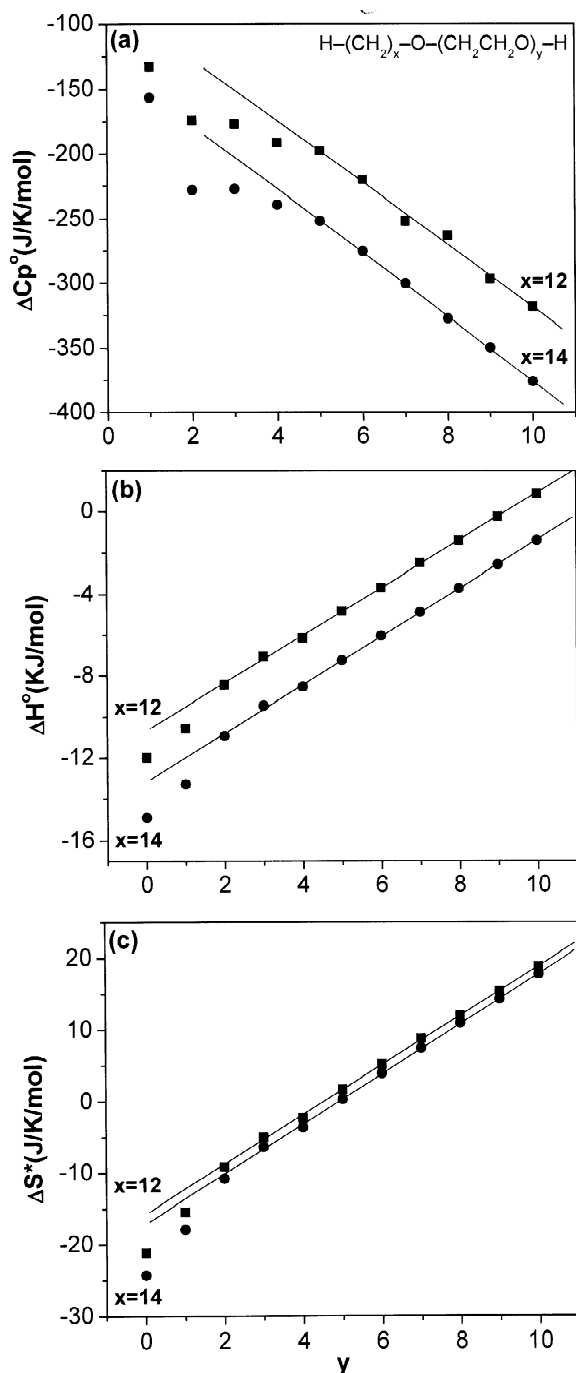 (a)
H–(CH2)x–O–(CH2CH2O)y–H
-100
-150
-200
-250
-300
-350
-400
ΔCp°(J/K/mol)
x=12
x=14
0 2 4 6 8 10
(b)
0
-4
-8
-12
-16
ΔH°(KJ/mol)
x=12
x=14
0 2 4 6 8 10
(c)
20
10
0
-10
-20
-30
ΔS*(J/K/mol)
x=12
x=14
0 2 4 6 8 10
y